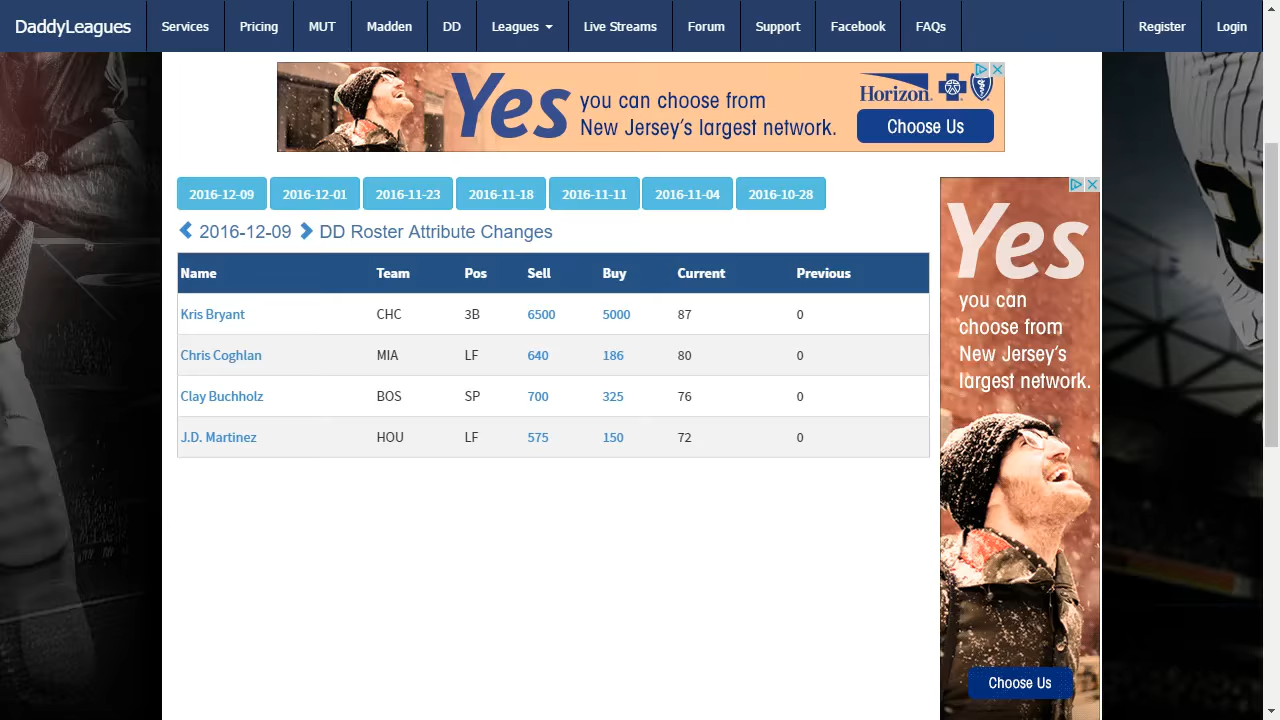 DaddyLeagues Services Pricing MUT Madden DD Leagues Live Streams Forum Support Facebook FAQs Register Login
Yes you can choose from New Jersey's largest network.
Horizon.
Choose Us
2016-12-09 2016-12-01 2016-11-23 2016-11-18 2016-11-11 2016-11-04 2016-10-28
2016-12-09 DD Roster Attribute Changes
Name Team Pos Sell Buy Current Previous
Kris Bryant CHC 3B 6500 5000 87 0
Chris Coghlan MIA LF 640 186 80 0
Clay Buchholz BOS SP 700 325 76 0
J.D. Martinez HOU LF 575 150 72 0
Yes
you can
choose from
New Jersey's
largest network.
Choose Us